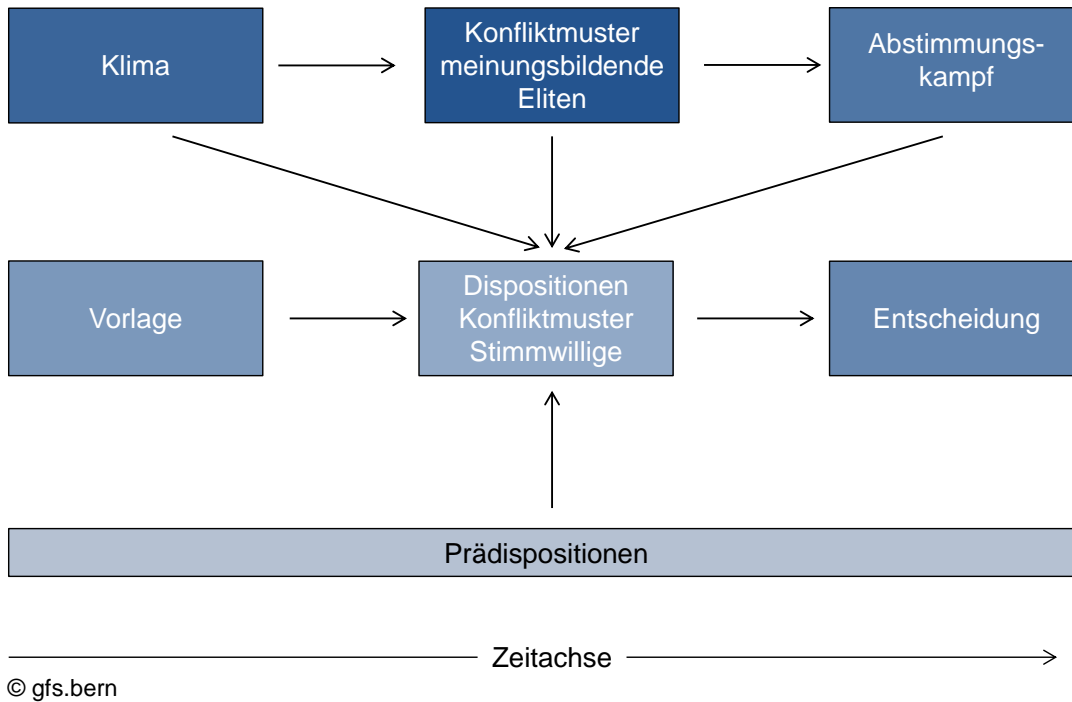 Klima
Konfliktmuster
meinungsbildende
Eliten
Abstimmungs-
kampf
Vorlage
Dispositionen
Konfliktmuster
Stimmwillige
Entscheidung
Prädispositionen
Zeitachse
© gfs.bern